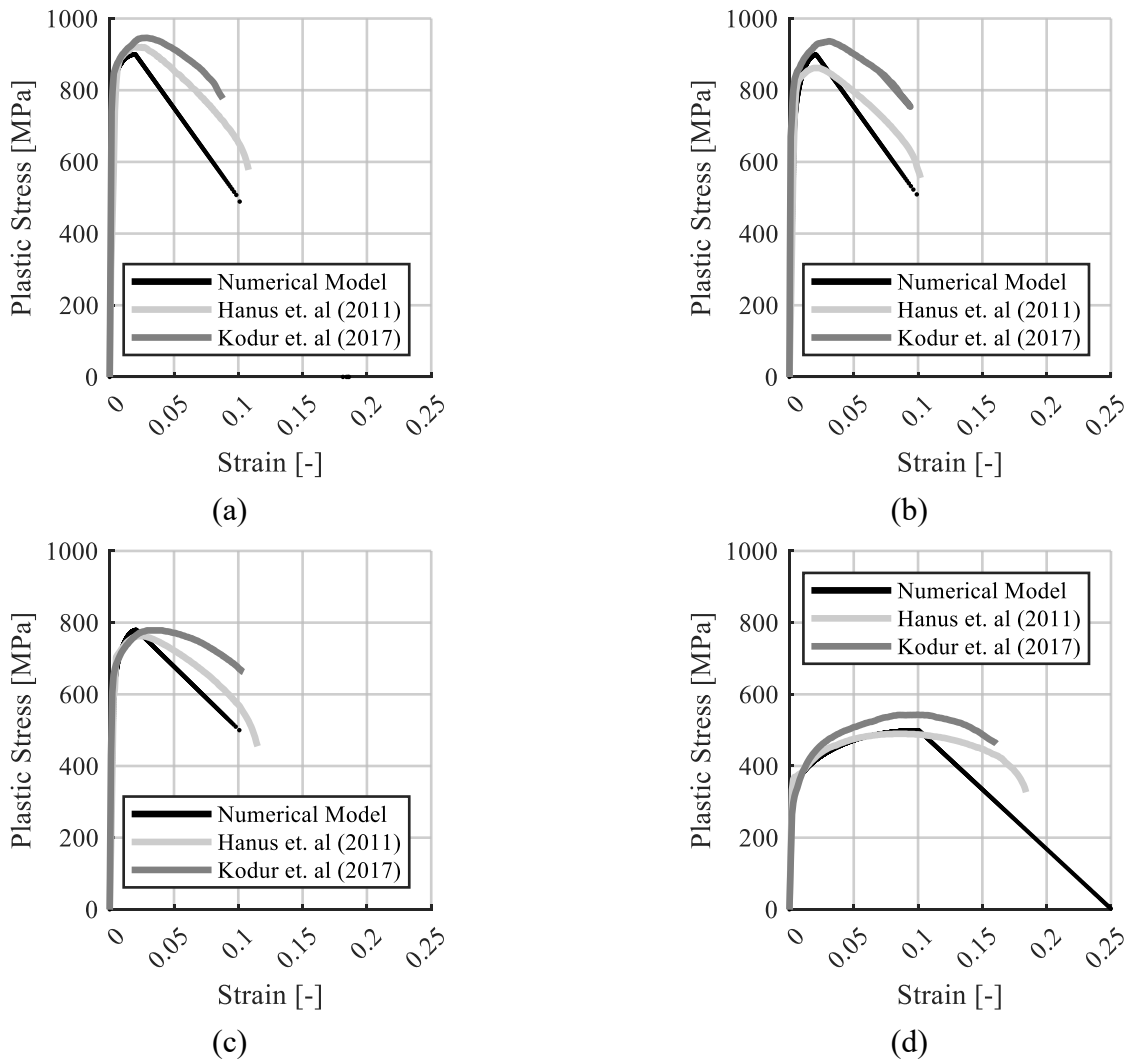 Plastic Stress [MPa]
1000
800
600
400
200
0
Numerical Model
Hanus et. al (2011)
Kodur et. al (2017)
0
0.05
0.1
0.15
0.2
0.25
Strain [-]
(a)
Plastic Stress [MPa]
1000
800
600
400
200
0
Numerical Model
Hanus et. al (2011)
Kodur et. al (2017)
0
0.05
0.1
0.15
0.2
0.25
Strain [-]
(b)
Plastic Stress [MPa]
1000
800
600
400
200
0
Numerical Model
Hanus et. al (2011)
Kodur et. al (2017)
0
0.05
0.1
0.15
0.2
0.25
Strain [-]
(c)
Plastic Stress [MPa]
1000
800
600
400
200
0
Numerical Model
Hanus et. al (2011)
Kodur et. al (2017)
0
0.05
0.1
0.15
0.2
0.25
Strain [-]
(d)